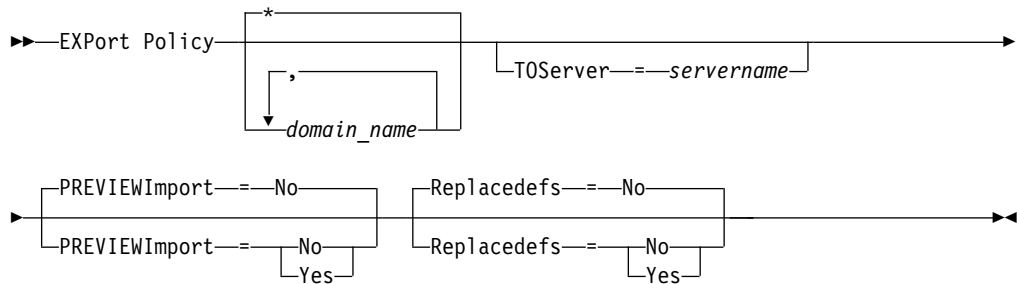 *
EXPort Policy
,
domain_name
TOServer = servername
PREVIEWImport = No
PREVIEWImport = No
Yes
Replacedefs = No
Replacedefs = No
Yes